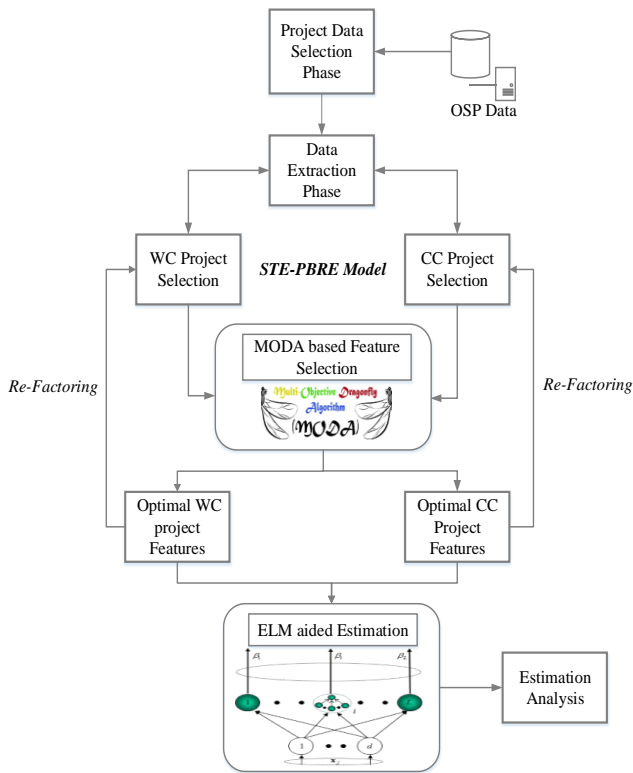 Project Data
Selection
Phase
OSP Data
Data
Extraction
Phase
WC Project
Selection
STE-PBRE Model
CC Project
Selection
MODA based Feature
Selection
Multi-Objective Dragonfly
Algorithm
(MODA)
Re-Factoring
Re-Factoring
Optimal WC
project
Features
Optimal CC
Project
Features
ELM aided Estimation
Estimation
Analysis
1
d